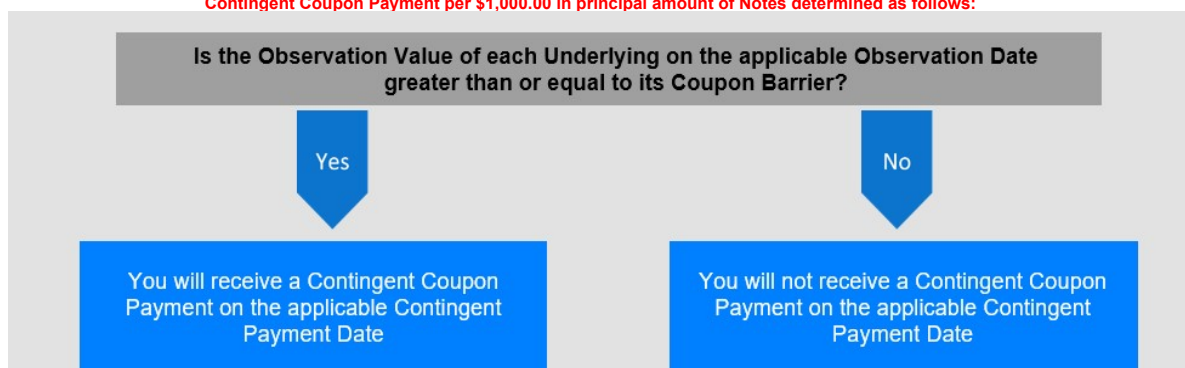 Contingent Coupon Payment per $1,000.00 in principal amount of Notes determined as follows:
Is the Observation Value of each Underlying on the applicable Observation Date
greater than or equal to its Coupon Barrier?
Yes
No
You will receive a Contingent Coupon
Payment on the applicable Contingent
Payment Date
You will not receive a Contingent Coupon
Payment on the applicable Contingent
Payment Date